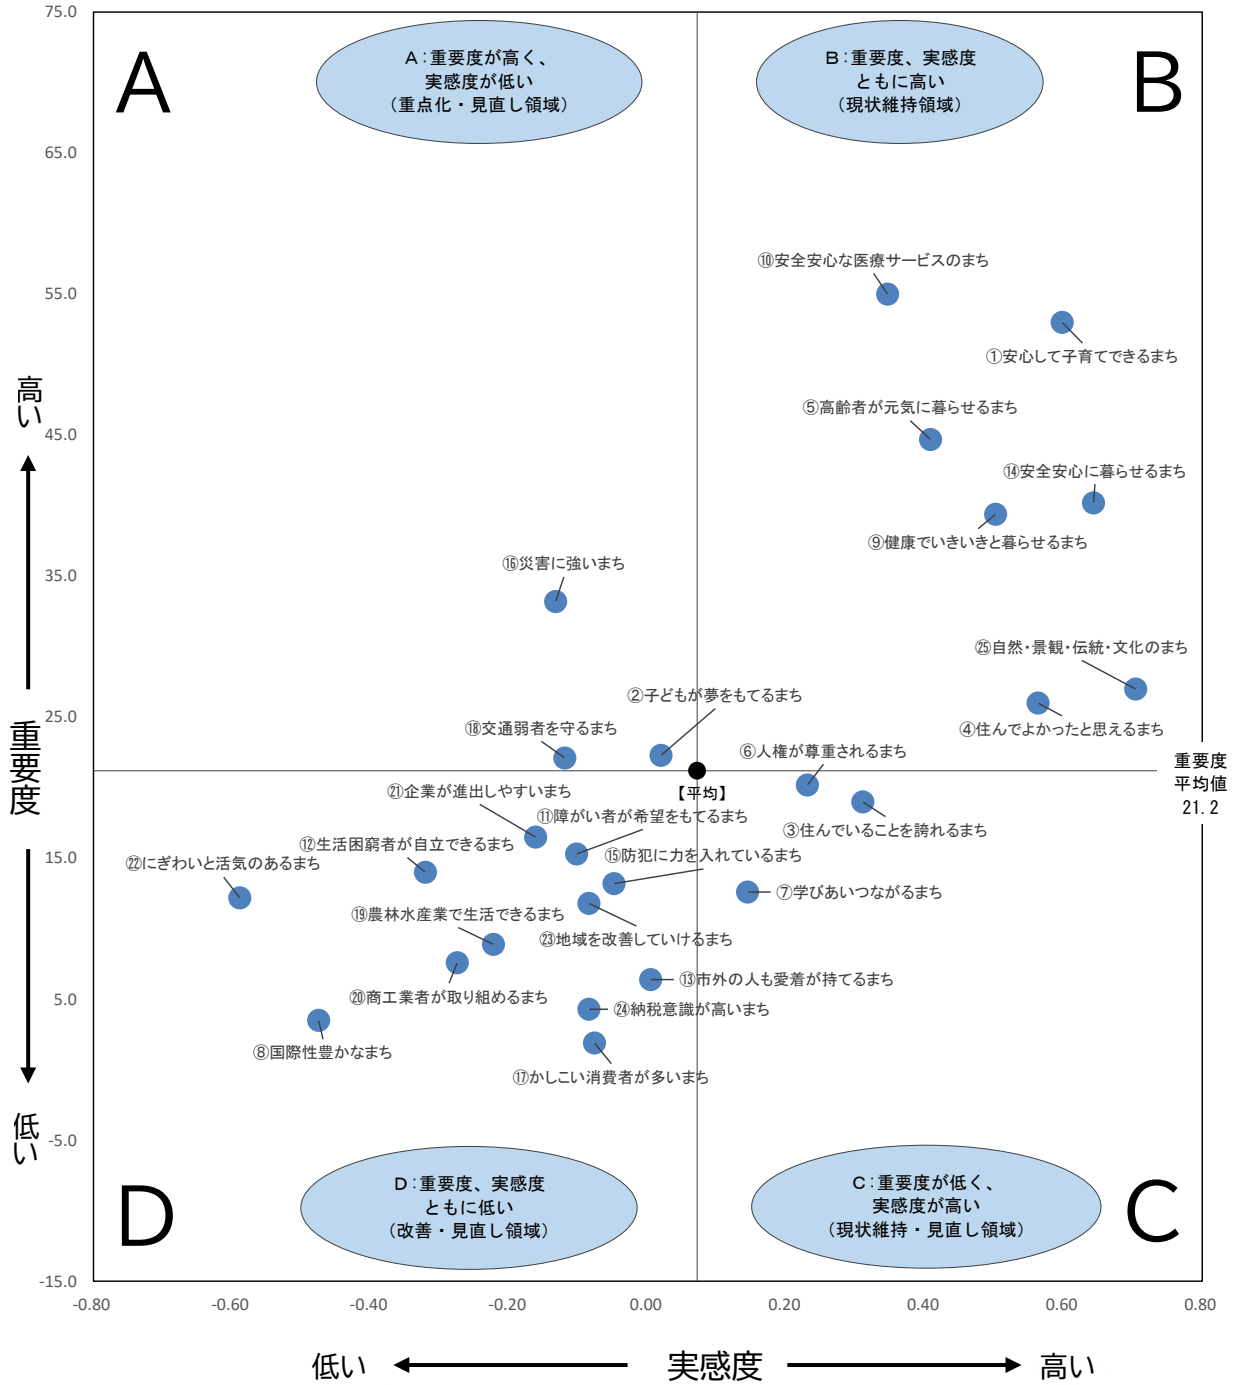 75.0
A
A：重要度が高く、
実感度が低い
（重点化・見直し領域）
B：重要度、実感度
ともに高い
（現状維持領域）
B
65.0
⑩安全安心な医療サービスのまち
55.0
①安心して子育てできるまち
高い
⑤高齢者が元気に暮らせるまち
45.0
⑭安全安心に暮らせるまち
⑨健康でいきいきと暮らせるまち
⑯災害に強いまち
35.0
㉕自然・景観・伝統・文化のまち
②子どもが夢をもてるまち
25.0
⑱交通弱者を守るまち
④住んでよかったと思えるまち
重要度
⑥人権が尊重されるまち
重要度
平均値
21.2
【平均】
㉑企業が進出しやすいまち
⑪障がい者が希望をもてるまち
③住んでいることを誇れるまち
⑫生活困窮者が自立できるまち
15.0
⑮防犯に力を入れているまち
㉒にぎわいと活気のあるまち
⑦学びあいつながるまち
⑲農林水産業で生活できるまち
㉓地域を改善していけるまち
⑬市外の人も愛着が持てるまち
⑳商工業者が取り組めるまち
5.0
㉔納税意識が高いまち
⑧国際性豊かなまち
⑰かしこい消費者が多いまち
低い
-5.0
D
D：重要度、実感度
ともに低い
（改善・見直し領域）
C：重要度が低く、
実感度が高い
（現状維持・見直し領域）
C
-15.0
-0.80
-0.60
-0.40
-0.20
0.00
0.20
0.40
0.60
0.80
低い
実感度
高い